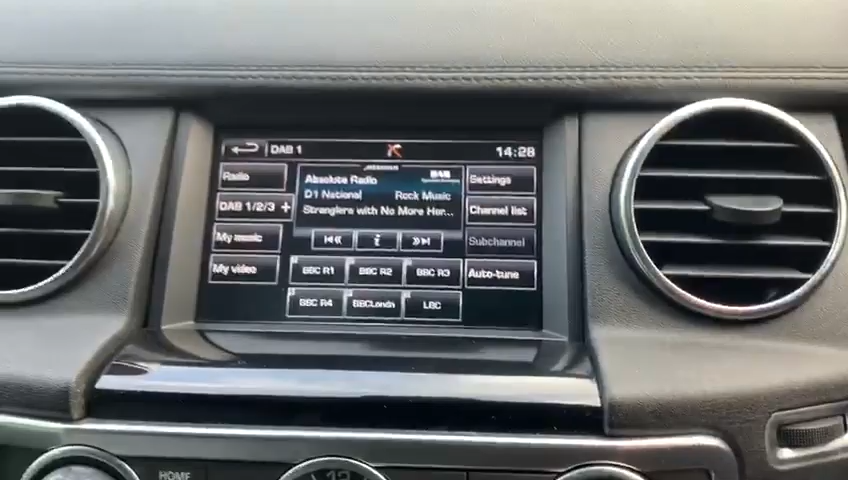 DAB 1 14:28
Radio
DAB 1/2/3 +
My music
My video
Absolute Radio
D1 National Rock Music
Stranglers with No More Her...
i
Settings
Channel list
Subchannel
Auto-tune
BBC R1 BBC R2 BBC R3
BBC R4 BBCLondn LBC
HOME
12